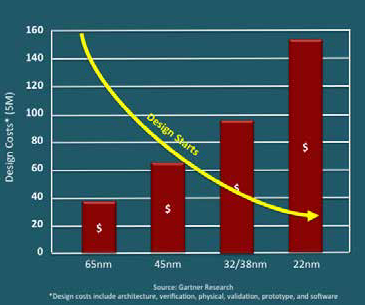 Design Costs* (5M)
160
140
120
100
80
60
40
20
0
Design Starts
$
$
$
$
65nm
45nm
32/38nm
22nm
Source: Gartner Research
*Design costs include architecture, verification, physical, validation, prototype, and software